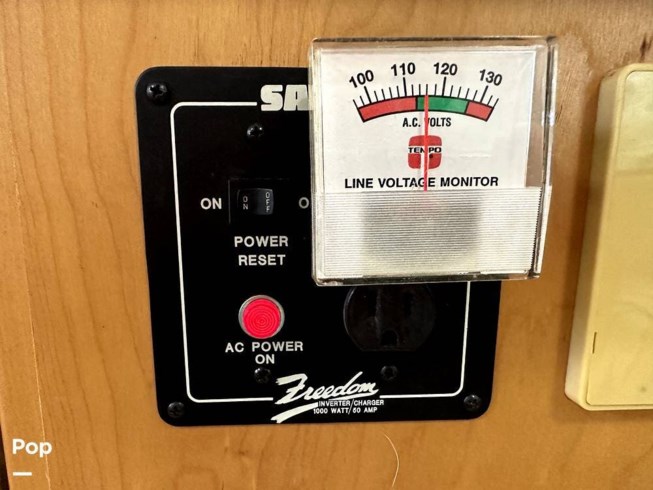 SA
ON
ON
OFF
O
POWER
RESET
AC POWER
ON
Freedom
INVERTER/CHARGER
1000 WATT/50 AMP
100 110 120 130
A.C. VOLTS
TEMPO
LINE VOLTAGE MONITOR
Pop